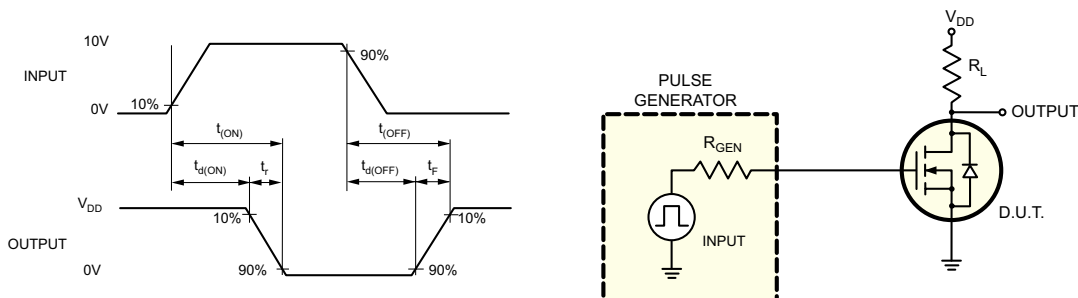 10V
INPUT
0V
10%
90%
t(ON)
t(OFF)
td(ON)
tr
td(OFF)
tF
VDD
OUTPUT
0V
10%
90%
90%
10%
PULSE
GENERATOR
RGEN
INPUT
VDD
RL
OUTPUT
D.U.T.